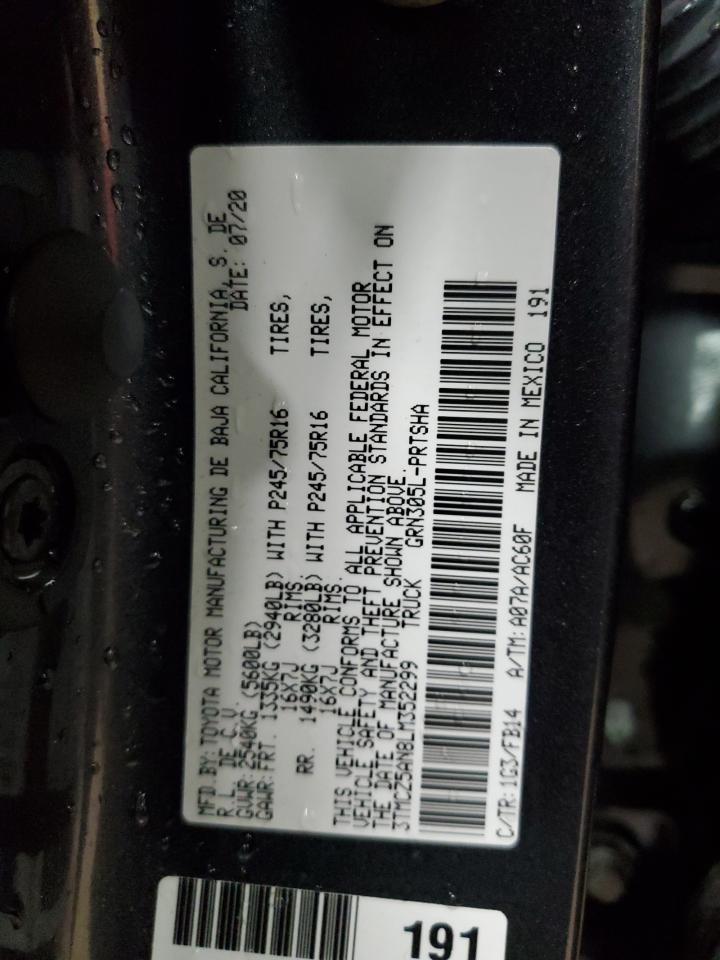 MFD BY: TOYOTA MOTOR MANUFACTURING DE BAJA CALIFORNIA, S. DE
R.L. DE C.V. DATE: 07/20
GVWR: 2540KG (5600LB)
GAWR: FRT. 1335KG (2940LB) WITH P245/75R16 TIRES,
16X7J RIMS.
RR. 1490KG (3280LB) WITH P245/75R16 TIRES,
16X7J RIMS.
THIS VEHICLE CONFORMS TO ALL APPLICABLE FEDERAL MOTOR
VEHICLE SAFETY AND THEFT PREVENTION STANDARDS IN EFFECT ON
THE DATE OF MANUFACTURE SHOWN ABOVE.
3TMCZ5AN8LM352299 TRUCK GRN305L-PRTSHA
C/TR: 1G3/FB14 A/TM: A07A/AC60F MADE IN MEXICO 191
191